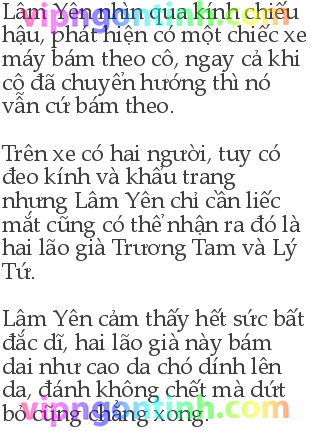 Lâm Yên nhìn qua kính chiếu
hậu, phát hiện có một chiếc xe
máy bám theo cô, ngay cả khi
cô đã chuyển hướng thì nó
vẫn cứ bám theo.
Trên xe có hai người, tuy có
đeo kính và khẩu trang
nhưng Lâm Yên chỉ cần liếc
mắt cũng có thể nhận ra đó là
hai lão già Trương Tam và Lý
Tứ.
Lâm Yên cảm thấy hết sức bất
đắc dĩ, hai lão già này bám
dai như cao da chó dính lên
da, đánh không chết mà dứt
bỏ cũng chẳng xong.
vipngontinh.com
vipngontinh.com